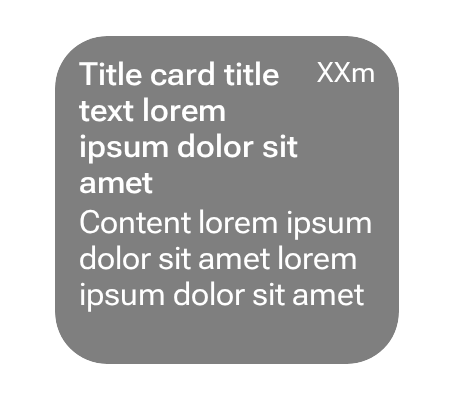 Title card title XXm
text lorem
ipsum dolor sit
amet
Content lorem ipsum
dolor sit amet lorem
ipsum dolor sit amet